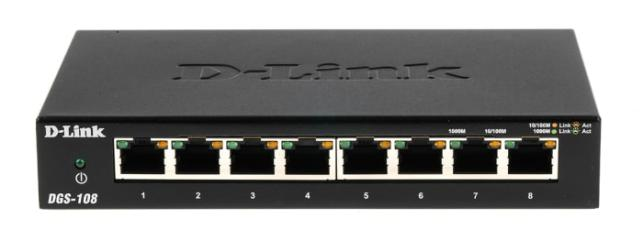 D-Link
D-Link
10/100M Link Act
1000M 10/100M 1000M Link Act
DGS-108
1 2 3 4 5 6 7 8